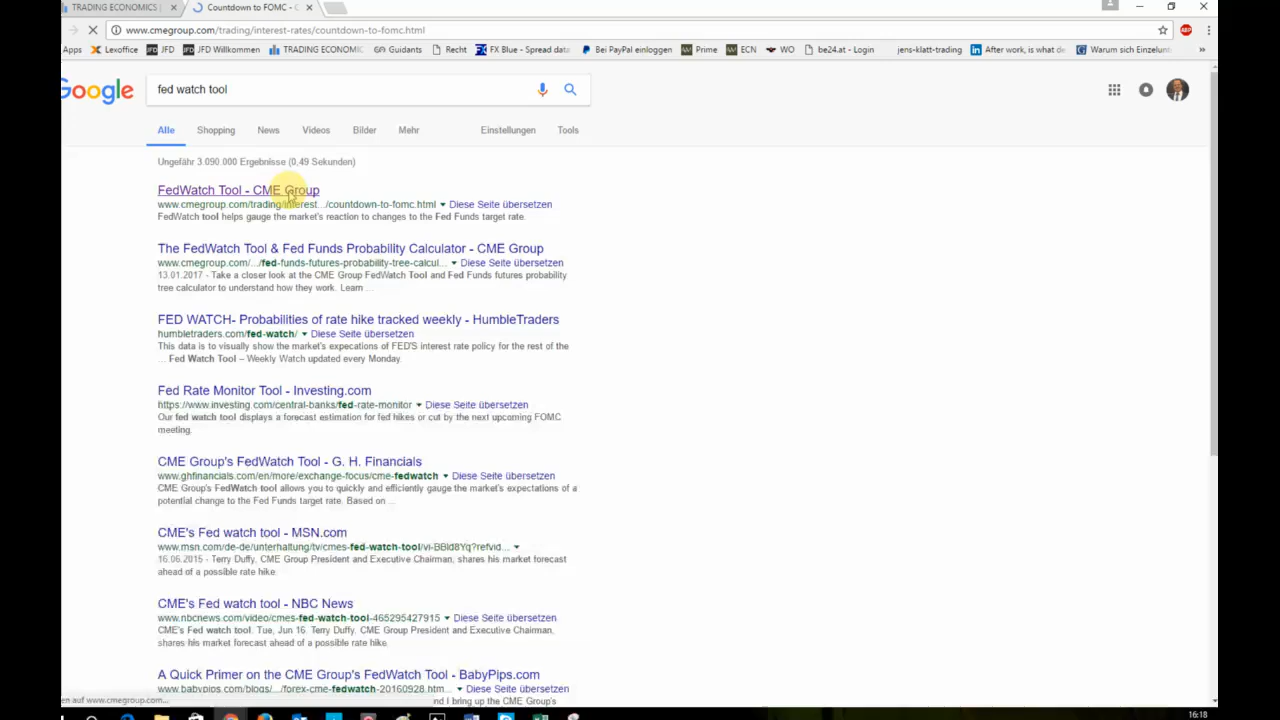 TRADING ECONOMICS |
Countdown to FOMC - C
www.cmegroup.com/trading/interest-rates/countdown-to-fomc.html
Apps Lexoffice JFD JFD Willkommen TRADING ECONOMIC Guidants Recht FX Blue - Spread data Bei PayPal einloggen Prime ECN WO be24.at - Login jens-klatt-trading After work, is what de Warum sich Einzelun »
Google
fed watch tool
Alle Shopping News Videos Bilder Mehr Einstellungen Tools
Ungefähr 3.090.000 Ergebnisse (0,49 Sekunden)
FedWatch Tool - CME Group
www.cmegroup.com/trading/interest.../countdown-to-fomc.html ▼ Diese Seite übersetzen
FedWatch tool helps gauge the market's reaction to changes to the Fed Funds target rate.
The FedWatch Tool & Fed Funds Probability Calculator - CME Group
www.cmegroup.com/.../fed-funds-futures-probability-tree-calcul... ▼ Diese Seite übersetzen
13.01.2017 - Take a closer look at the CME Group FedWatch Tool and Fed Funds futures probability
tree calculator to understand how they work. Learn ...
FED WATCH- Probabilities of rate hike tracked weekly - HumbleTraders
humbletraders.com/fed-watch/ ▼ Diese Seite übersetzen
This data is to visually show the market's expecations of FED'S interest rate policy for the rest of the
... Fed Watch Tool – Weekly Watch updated every Monday.
Fed Rate Monitor Tool - Investing.com
https://www.investing.com/central-banks/fed-rate-monitor ▼ Diese Seite übersetzen
Our fed watch tool displays a forecast estimation for fed hikes or cut by the next upcoming FOMC
meeting.
CME Group's FedWatch Tool - G. H. Financials
www.ghfinancials.com/en/more/exchange-focus/cme-fedwatch ▼ Diese Seite übersetzen
CME Group's FedWatch tool allows you to quickly and efficiently gauge the market's expectations of a
potential change to the Fed Funds target rate. Based on ...
CME's Fed watch tool - MSN.com
www.msn.com/de-de/unterhaltung/tv/cmes-fed-watch-tool/vi-BBld8Yq?refvid... ▼
16.06.2015 - Terry Duffy, CME Group President and Executive Chairman, shares his market forecast
ahead of a possible rate hike.
CME's Fed watch tool - NBC News
www.nbcnews.com/video/cmes-fed-watch-tool-465295427915 ▼ Diese Seite übersetzen
CME's Fed watch tool. Tue, Jun 16. Terry Duffy, CME Group President and Executive Chairman,
shares his market forecast ahead of a possible rate hike.
A Quick Primer on the CME Group's FedWatch Tool - BabyPips.com
www.babypips.com/blogs/.../forex-cme-fedwatch-20160928.htm... ▼ Diese Seite übersetzen
nd I bring up the CME Group's
en auf www.cmegroup.com...
16:18